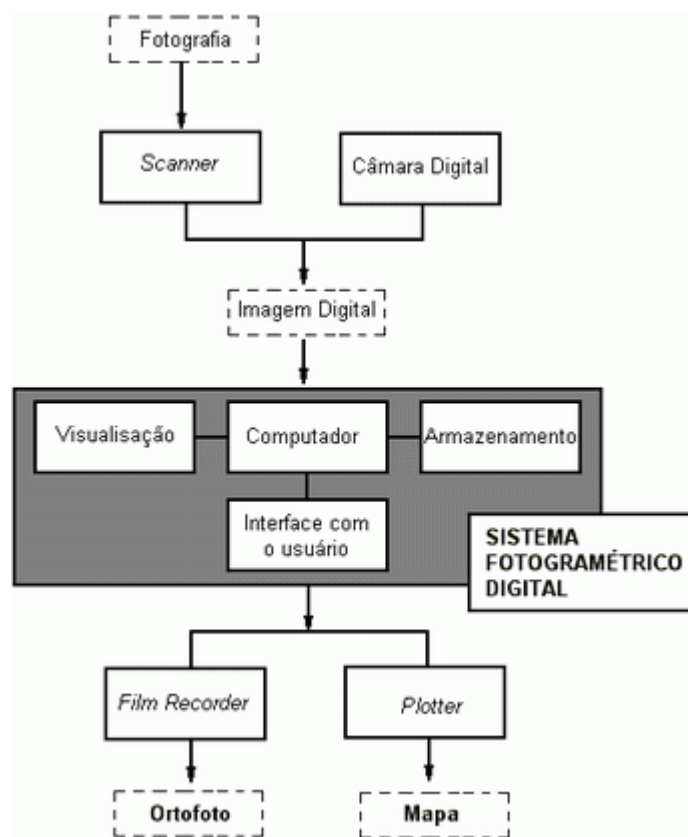 Fotografia
Scanner
Câmara Digital
Imagem Digital
Visualisação
Computador
Armazenamento
Interface com
o usuário
SISTEMA
FOTOGRAMÉTRICO
DIGITAL
Film Recorder
Plotter
Ortofoto
Mapa